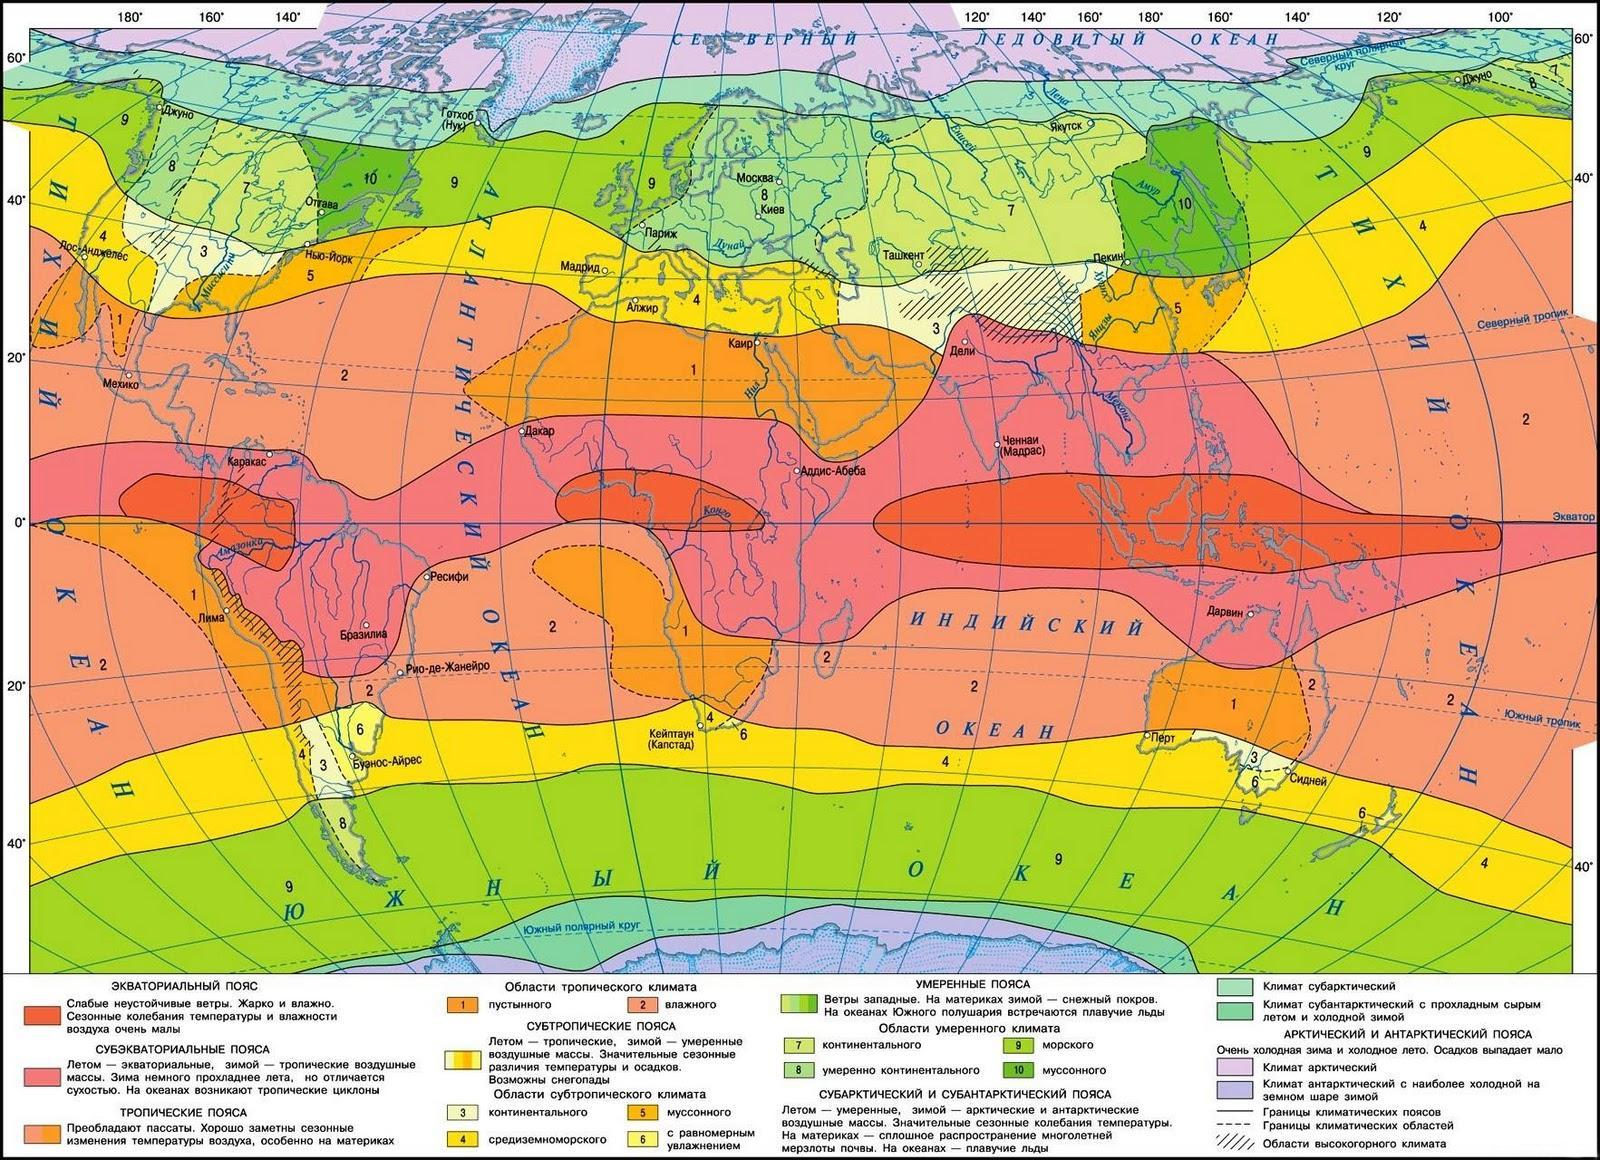 180° 160° 140° 120° 140° 160° 180° 160° 140° 120° 100°
СЕВЕРНЫЙ ЛЕДОВИТЫЙ ОКЕАН
60° 60°
Северный полярный
круг
Джуно
Джуно
Готхоб
(Нук)
Лена
Обь
Енисей
Якутск
Москва
Киев
Амур
40° 40°
Оттава
Париж
Дунай
Лос-Анджелес
Нью-Йорк
Миссисипи
Мадрид
Ташкент
Пекин
Хуанхэ
Алжир
Янцзы
Северный тропик
20°
Каир
Дели
Нил
Мехико
Меконг
Дакар
Ченнаи
(Мадрас)
Каракас
Аддис-Абеба
0°
Конго
Экватор
Амазонка
Ресифи
Лима
Бразилиа
Дарвин
ТИХИЙ ОКЕАН
АТЛАНТИЧЕСКИЙ ОКЕАН
ИНДИЙСКИЙ
ОКЕАН
ТИХИЙ ОКЕАН
Рио-де-Жанейро
20°
Южный тропик
Кейптаун
(Капстад)
Перт
Буэнос-Айрес
Сидней
40° 40°
ЮЖНЫЙ ОКЕАН
Южный полярный круг
ЭКВАТОРИАЛЬНЫЙ ПОЯС
Слабые неустойчивые ветры. Жарко и влажно.
Сезонные колебания температуры и влажности
воздуха очень малы
СУБЭКВАТОРИАЛЬНЫЕ ПОЯСА
Летом — экваториальные, зимой — тропические воздушные
массы. Зима немного прохладнее лета, но отличается
сухостью. На океанах возникают тропические циклоны
ТРОПИЧЕСКИЕ ПОЯСА
Преобладают пассаты. Хорошо заметны сезонные
изменения температуры воздуха, особенно на материках
Области тропического климата
1 пустынного 2 влажного
СУБТРОПИЧЕСКИЕ ПОЯСА
Летом — тропические, зимой — умеренные
воздушные массы. Значительные сезонные
различия температуры и осадков.
Возможны снегопады
Области субтропического климата
3 континентального 5 муссонного
4 средиземноморского 6 с равномерным
увлажнением
УМЕРЕННЫЕ ПОЯСА
Ветры западные. На материках зимой — снежный покров.
На океанах Южного полушария встречаются плавучие льды
Области умеренного климата
7 континентального 9 морского
8 умеренно континентального 10 муссонного
СУБАРКТИЧЕСКИЙ И СУБАНТАРКТИЧЕСКИЙ ПОЯСА
Летом — умеренные, зимой — арктические и антарктические
воздушные массы. Значительные сезонные колебания температуры.
На материках — сплошное распространение многолетней
мерзлоты почвы. На океанах — плавучие льды
Климат субарктический
Климат субантарктический с прохладным сырым
летом и холодной зимой
АРКТИЧЕСКИЙ И АНТАРКТИЧЕСКИЙ ПОЯСА
Очень холодная зима и холодное лето. Осадков выпадает мало
Климат арктический
Климат антарктический с наиболее холодной на
земном шаре зимой
Границы климатических поясов
Границы климатических областей
Области высокогорного климата